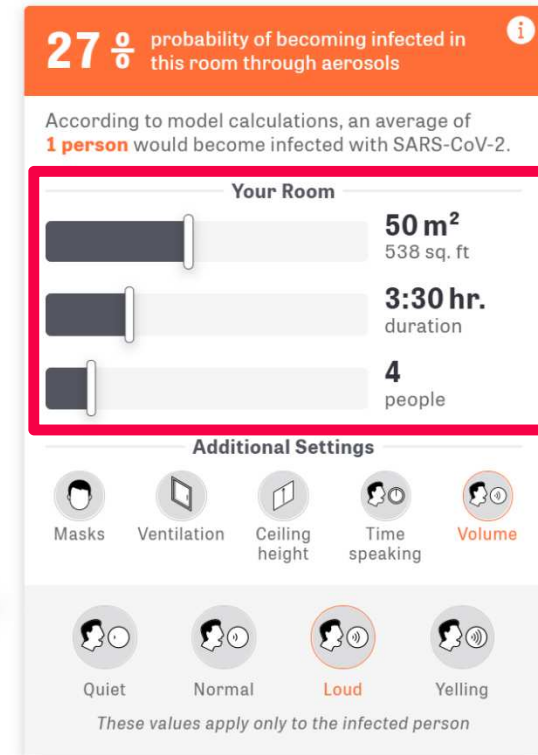 27 % probability of becoming infected in
this room through aerosols
i
According to model calculations, an average of
1 person would become infected with SARS-CoV-2.
Your Room
50 m²
538 sq. ft
3:30 hr.
duration
4
people
Additional Settings
Masks
Ventilation
Ceiling
height
Time
speaking
Volume
Quiet
Normal
Loud
Yelling
These values apply only to the infected person